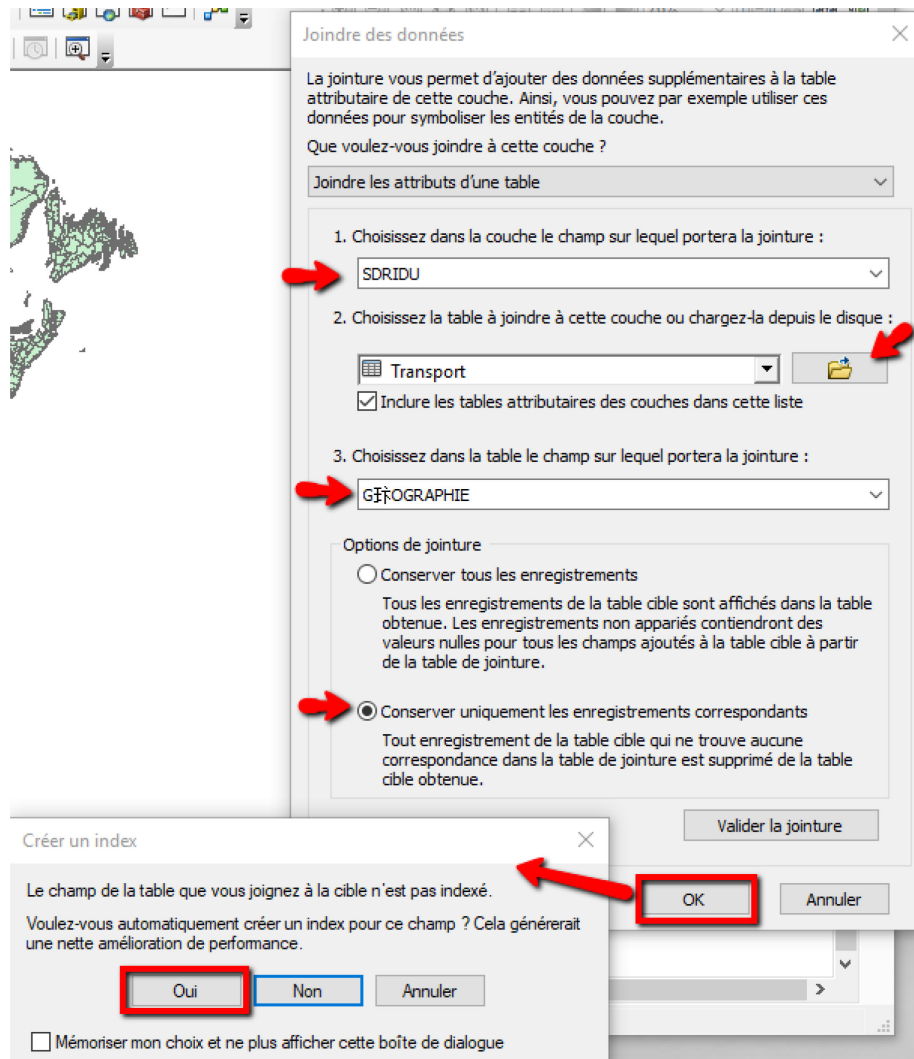 Joindre des données
La jointure vous permet d'ajouter des données supplémentaires à la table
attributaire de cette couche. Ainsi, vous pouvez par exemple utiliser ces
données pour symboliser les entités de la couche.
Que voulez-vous joindre à cette couche ?
Joindre les attributs d'une table
1. Choisissez dans la couche le champ sur lequel portera la jointure :
SDRIDU
2. Choisissez la table à joindre à cette couche ou chargez-la depuis le disque :
Transport
Inclure les tables attributaires des couches dans cette liste
3. Choisissez dans la table le champ sur lequel portera la jointure :
Options de jointure
Conserver tous les enregistrements
Tous les enregistrements de la table cible sont affichés dans la table
obtenue. Les enregistrements non appariés contiendront des
valeurs nulles pour tous les champs ajoutés à la table cible à partir
de la table de jointure.
Conserver uniquement les enregistrements correspondants
Tout enregistrement de la table cible qui ne trouve aucune
correspondance dans la table de jointure est supprimé de la table
cible obtenue.
Valider la jointure
OK Annuler
Créer un index
Le champ de la table que vous joignez à la cible n'est pas indexé.
Voulez-vous automatiquement créer un index pour ce champ ? Cela générerait
une nette amélioration de performance.
Oui Non Annuler
Mémoriser mon choix et ne plus afficher cette boîte de dialogue